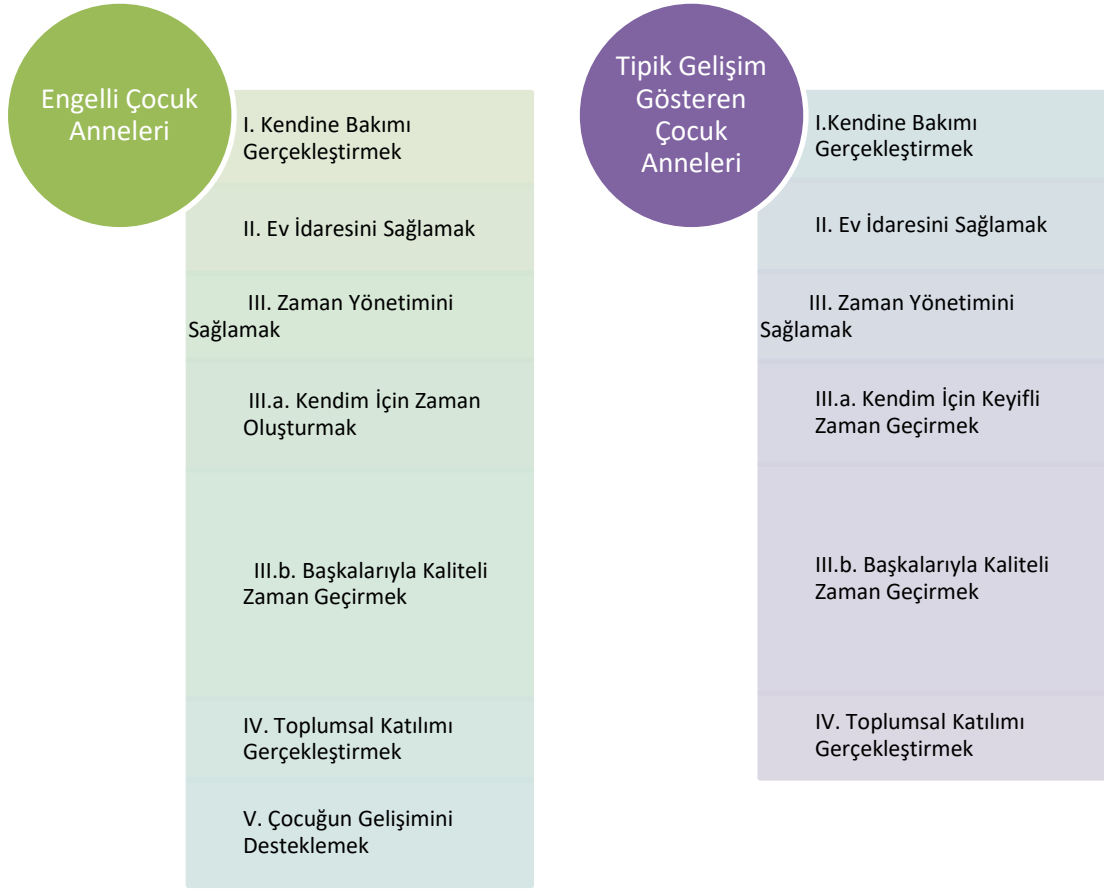 Engelli Çocuk
Anneleri
I. Kendine Bakımı
Gerçekleştirmek
II. Ev İdaresini Sağlamak
III. Zaman Yönetimini
Sağlamak
III.a. Kendim İçin Zaman
Oluşturmak
III.b. Başkalarıyla Kaliteli
Zaman Geçirmek
IV. Toplumsal Katılımı
Gerçekleştirmek
V. Çocuğun Gelişimini
Desteklemek
Tipik Gelişim
Gösteren
Çocuk
Anneleri
I.Kendine Bakımı
Gerçekleştirmek
II. Ev İdaresini Sağlamak
III. Zaman Yönetimini
Sağlamak
III.a. Kendim İçin Keyifli
Zaman Geçirmek
III.b. Başkalarıyla Kaliteli
Zaman Geçirmek
IV. Toplumsal Katılımı
Gerçekleştirmek